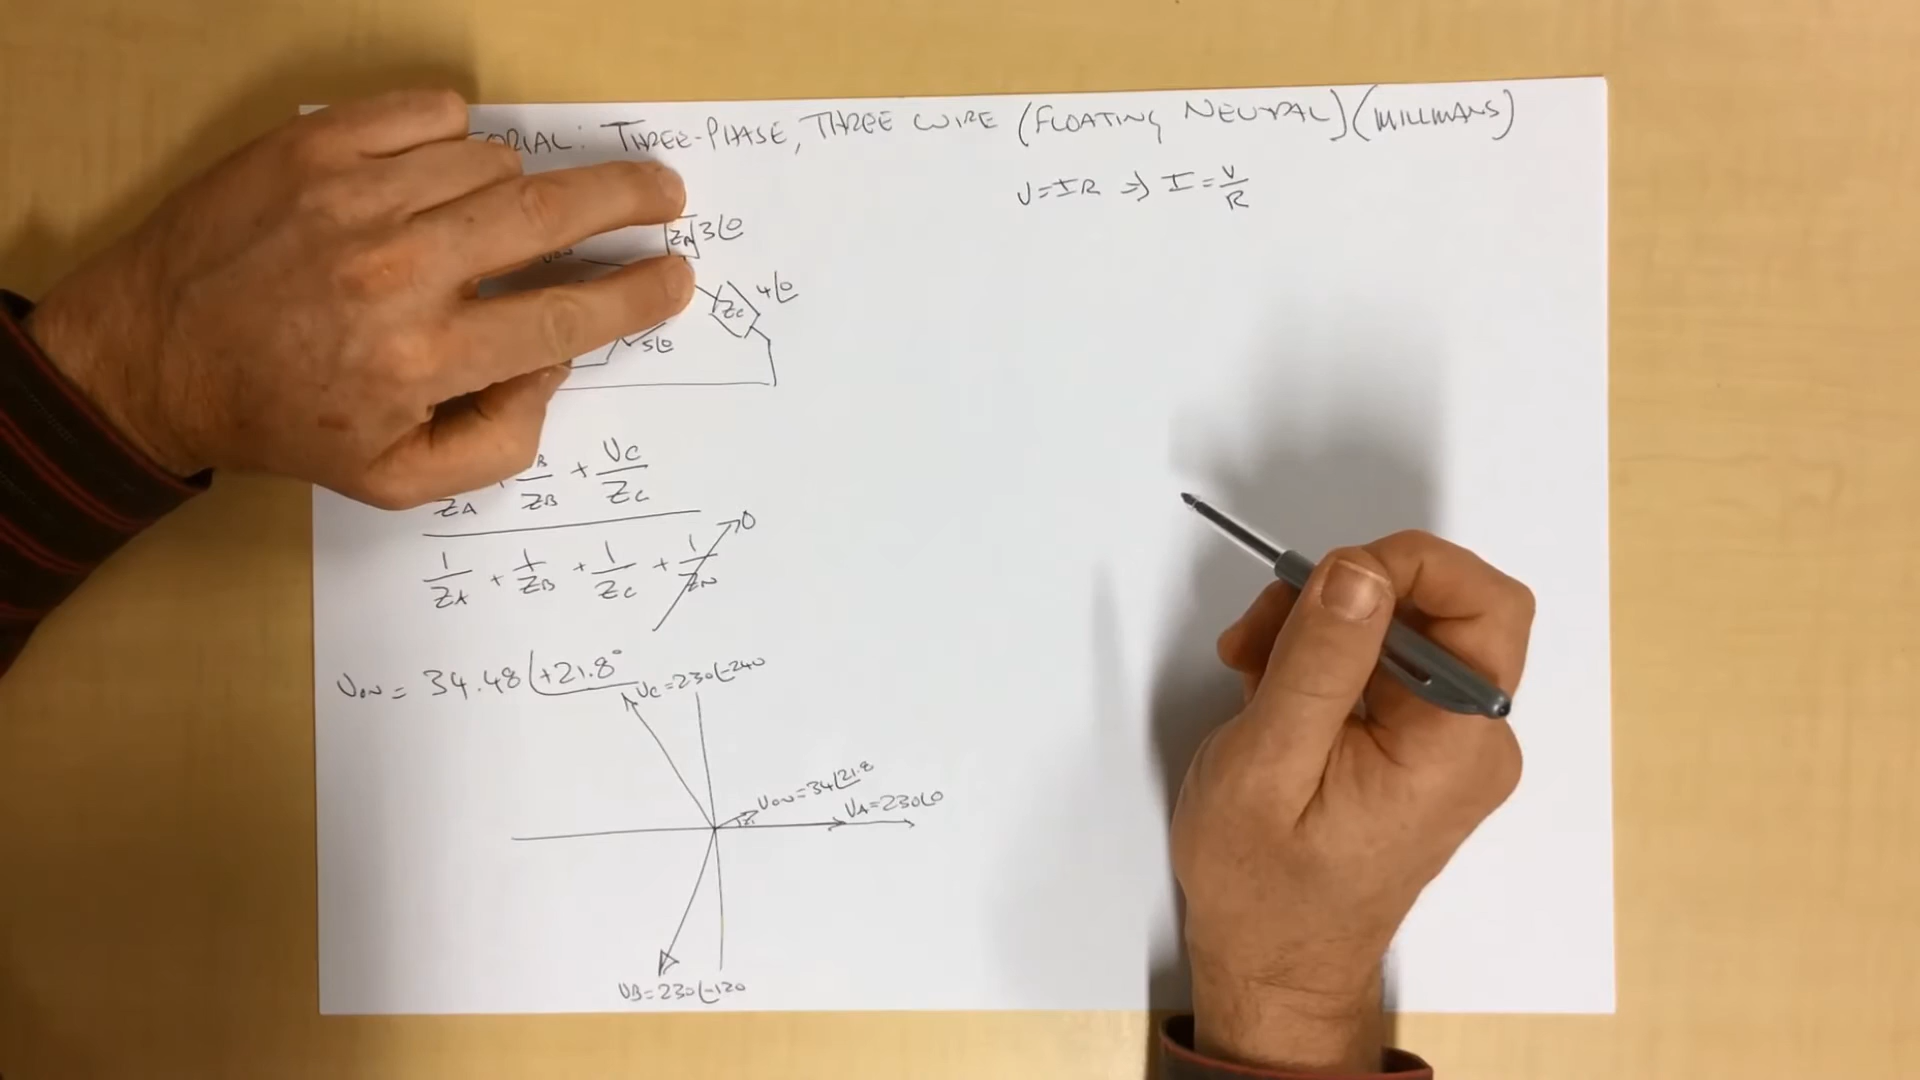 ORIAL: THREE-PHASE, THREE WIRE (FLOATING NEUTRAL) (MILLMANS)
V=IR => I=V/R
ZA 3∠0
ZC 4∠0
5∠0
/ZA + B/ZB + VC/ZC
1/ZA + 1/ZB + 1/ZC + 1/ZN → 0
VON = 34.48∠+21.8°
VC=230∠-240
VON=34∠21.8
VA=230∠0
VB=230∠-120